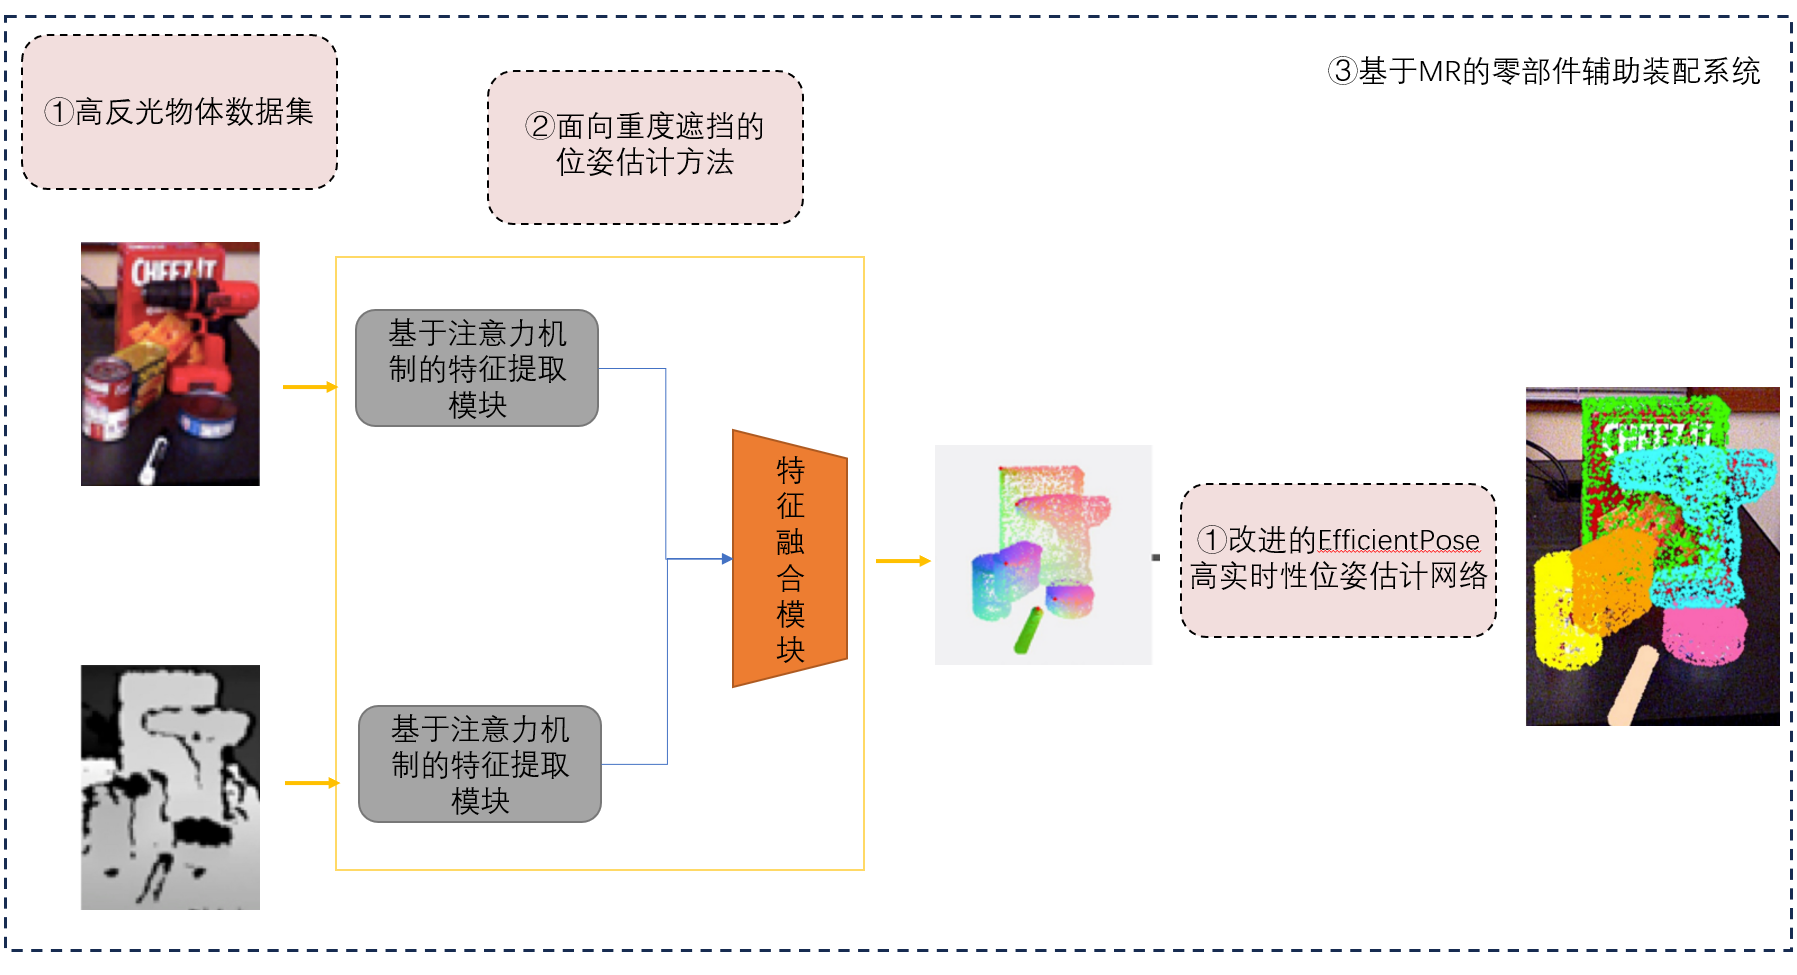 ①高反光物体数据集
②面向重度遮挡的
位姿估计方法
③基于MR的零部件辅助装配系统
CHEEZ-IT
基于注意力机
制的特征提取
模块
特
征
融
合
模
块
基于注意力机
制的特征提取
模块
①改进的EfficientPose
高实时性位姿估计网络
CHEEZ-IT